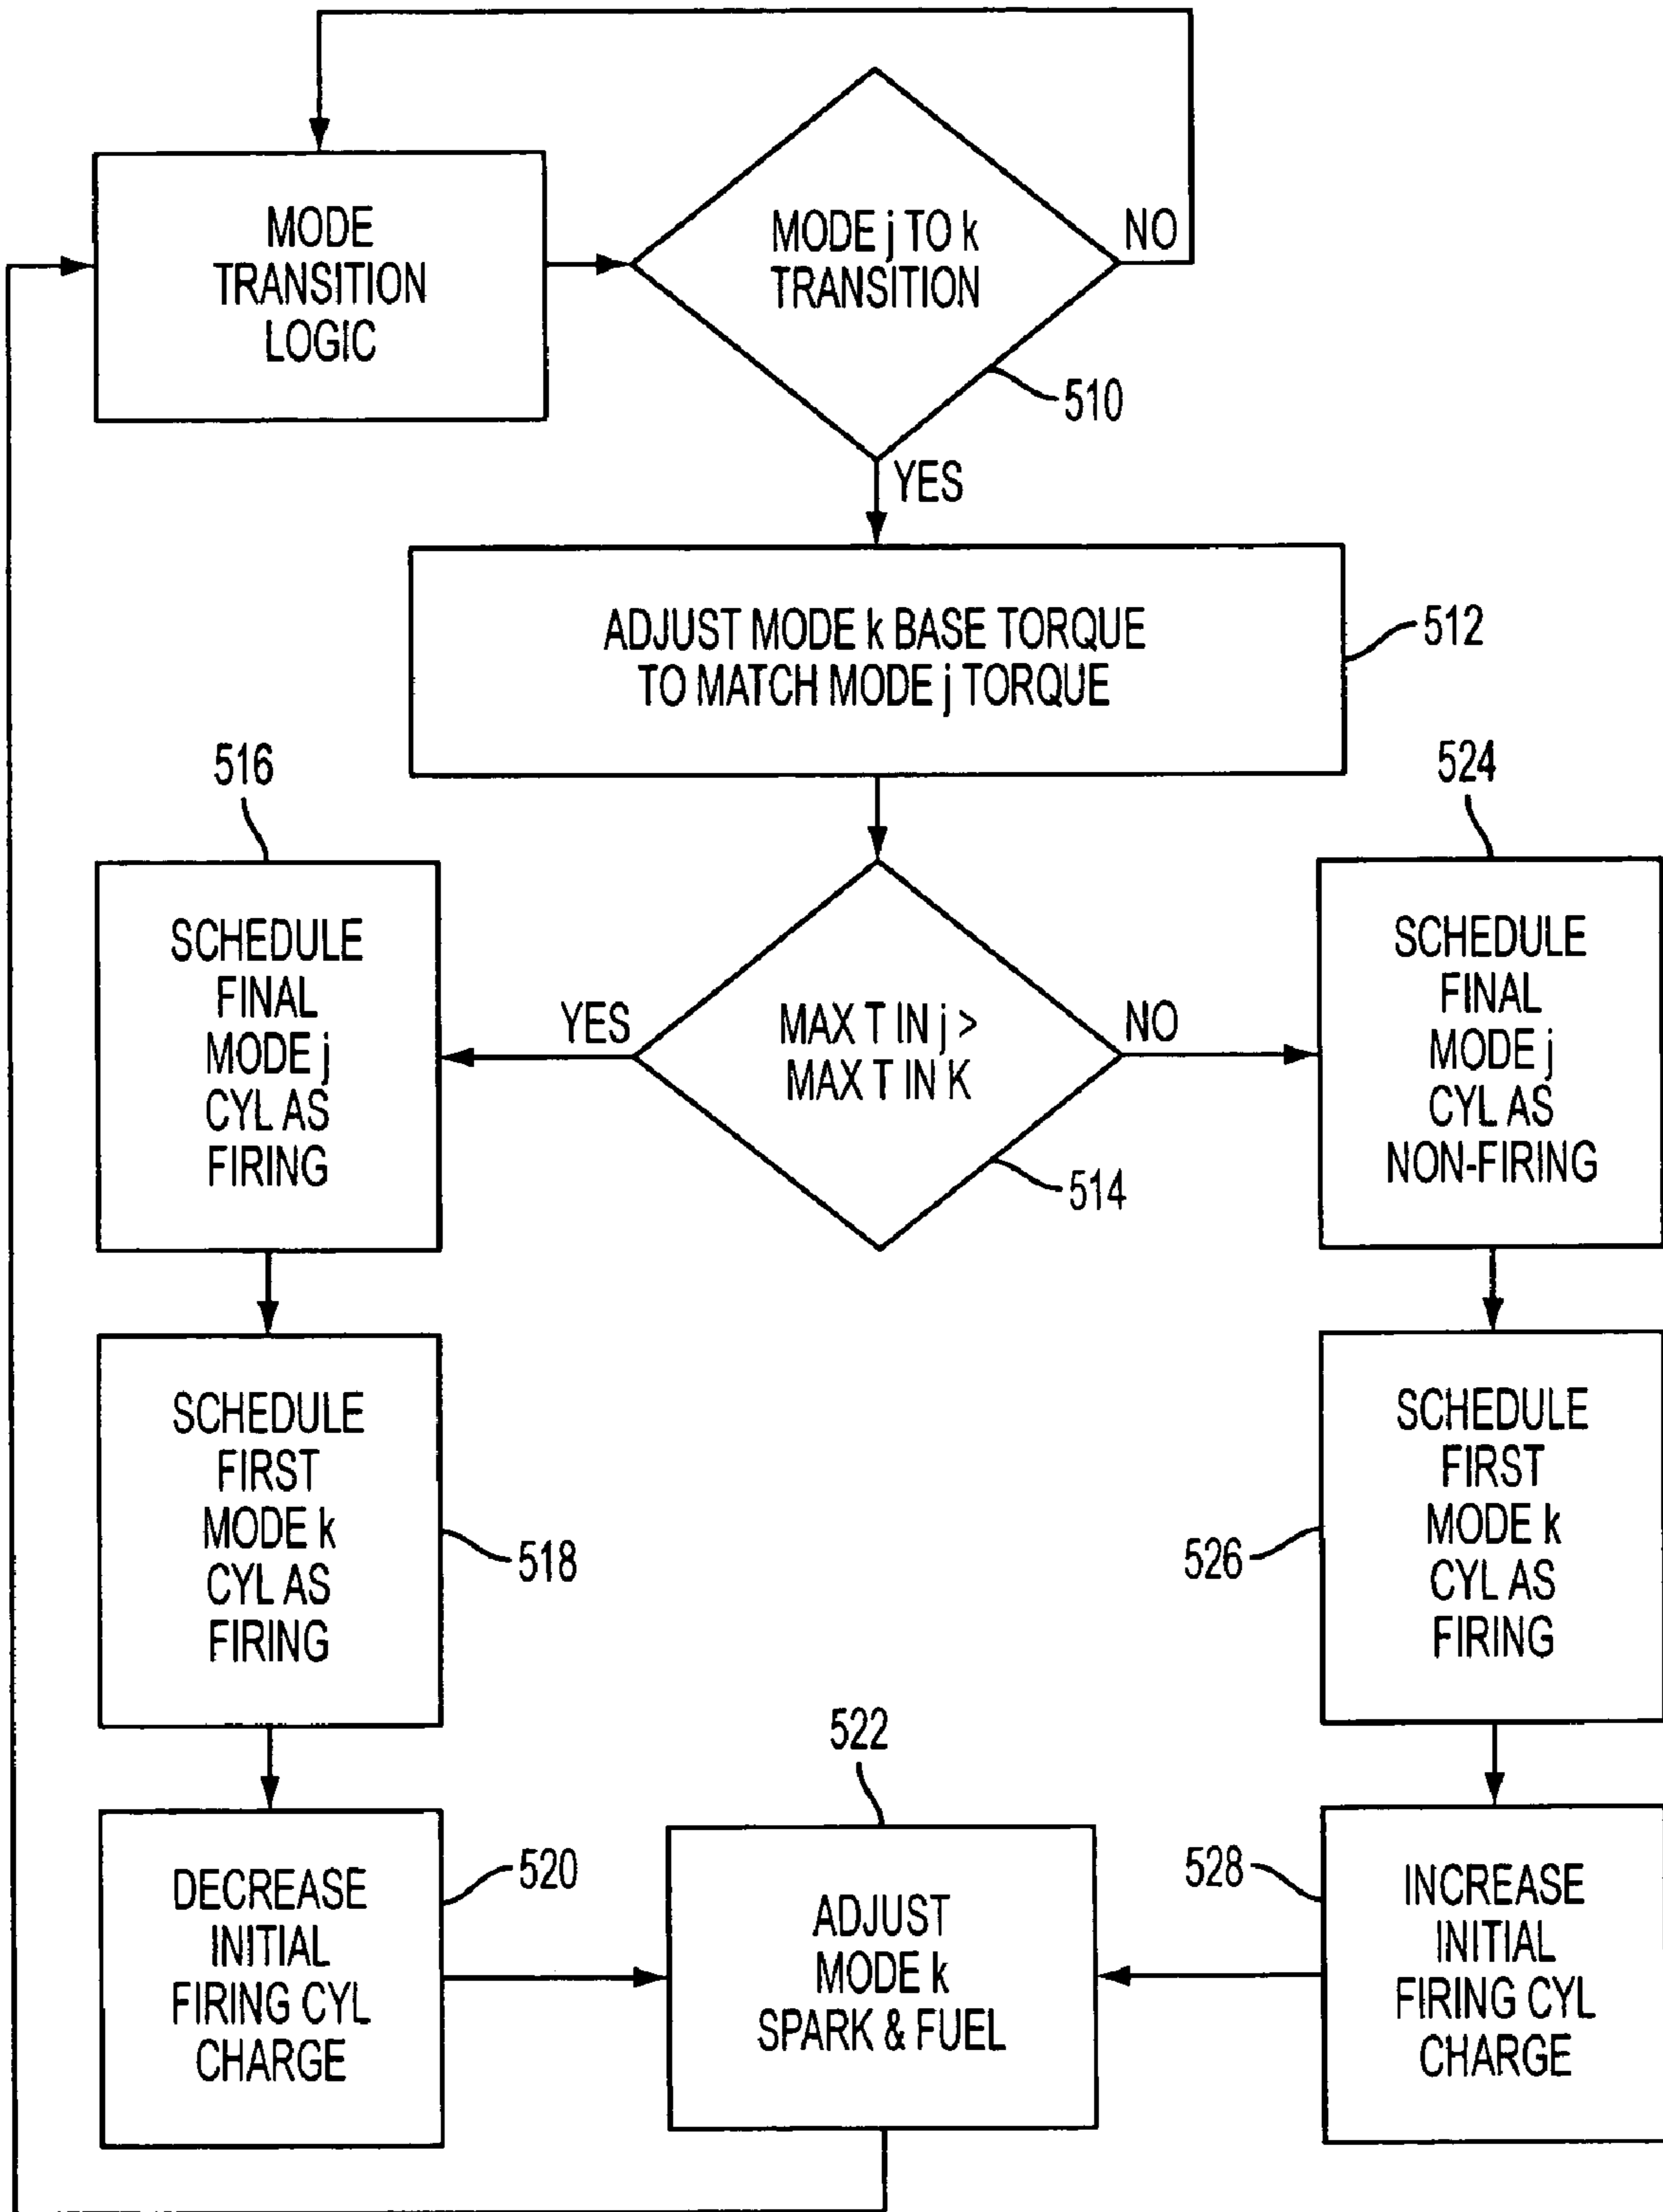 MODE
TRANSITION
LOGIC
MODE j TO k
TRANSITION
NO
510
YES
ADJUST MODE k BASE TORQUE
TO MATCH MODE j TORQUE
512
516
SCHEDULE
FINAL
MODE j
CYL AS
FIRING
YES
MAX T IN j >
MAX T IN K
NO
514
524
SCHEDULE
FINAL
MODE j
CYL AS
NON-FIRING
SCHEDULE
FIRST
MODE k
CYL AS
FIRING
518
526
SCHEDULE
FIRST
MODE k
CYL AS
FIRING
DECREASE
INITIAL
FIRING CYL
CHARGE
520
522
ADJUST
MODE k
SPARK & FUEL
528
INCREASE
INITIAL
FIRING CYL
CHARGE